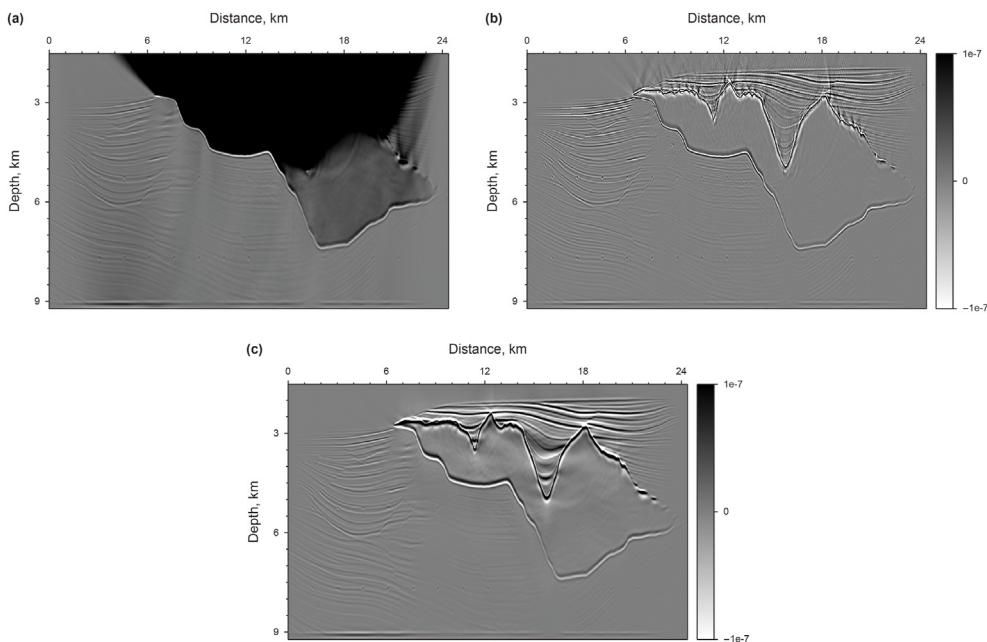 (a)
Distance, km
0 6 12 18 24
Depth, km
3
6
9
(b)
Distance, km
0 6 12 18 24
Depth, km
3
6
9
1e-7
0
−1e-7
(c)
Distance, km
0 6 12 18 24
Depth, km
3
6
9
1e-7
0
−1e-7